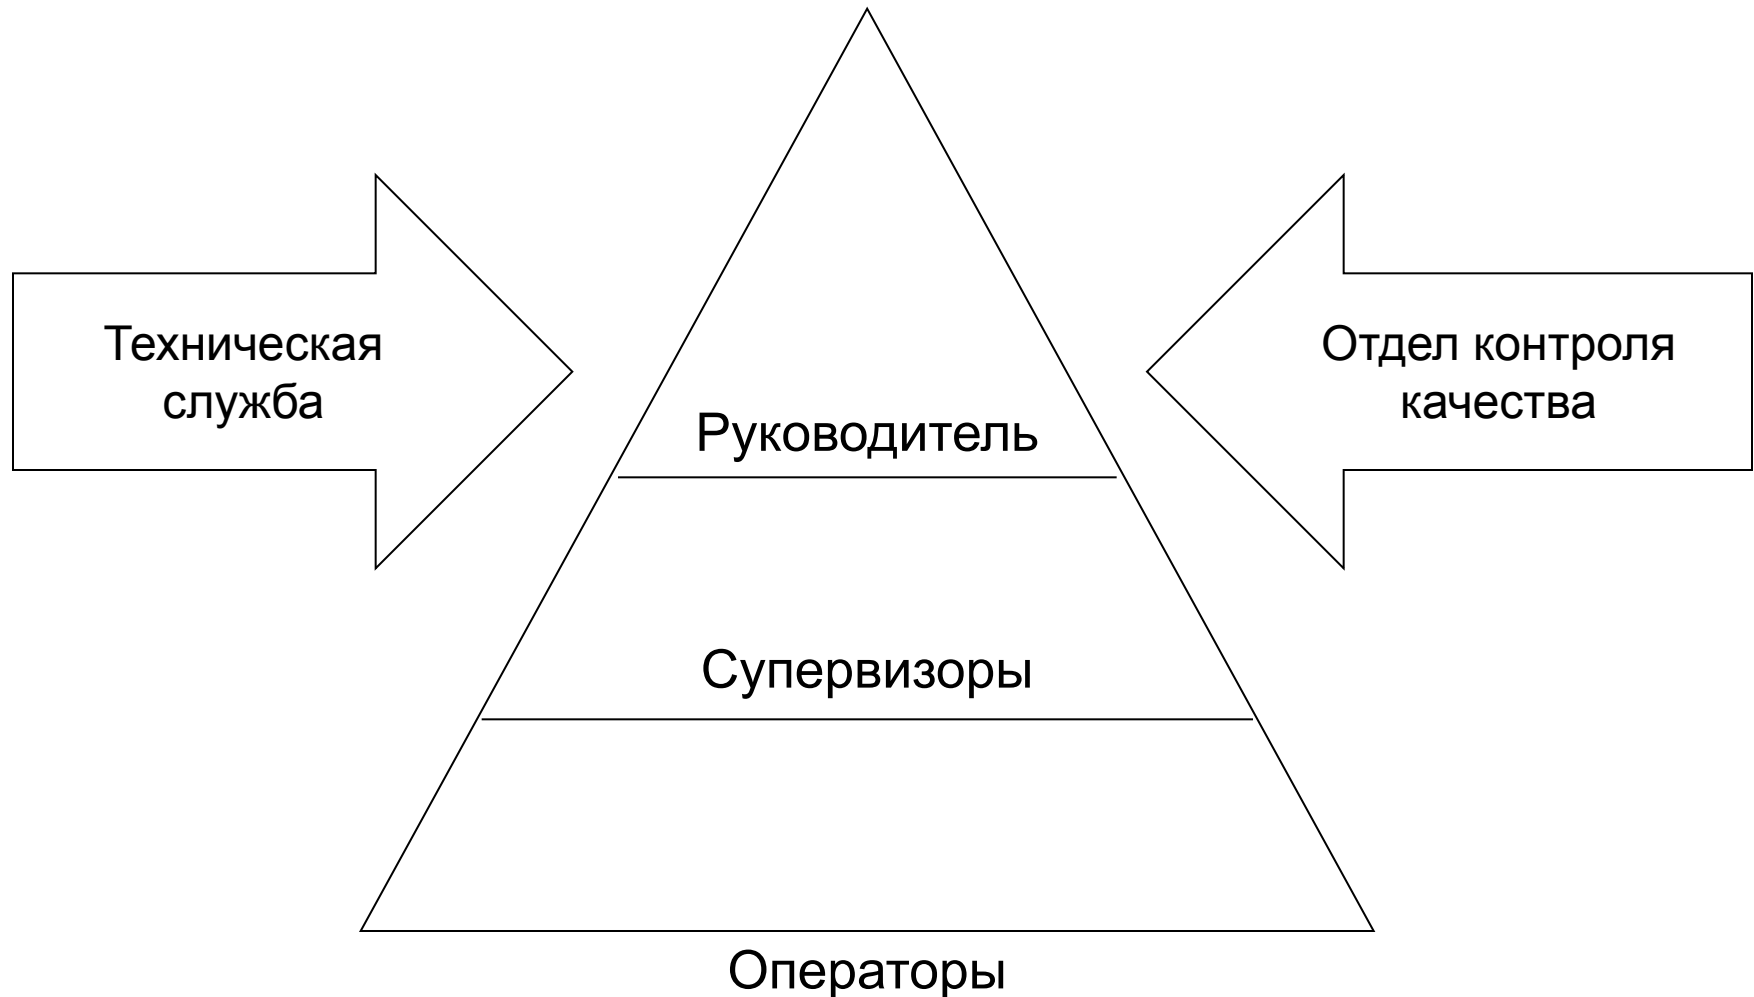 Техническая
служба
Отдел контроля
качества
Руководитель
Супервизоры
Операторы